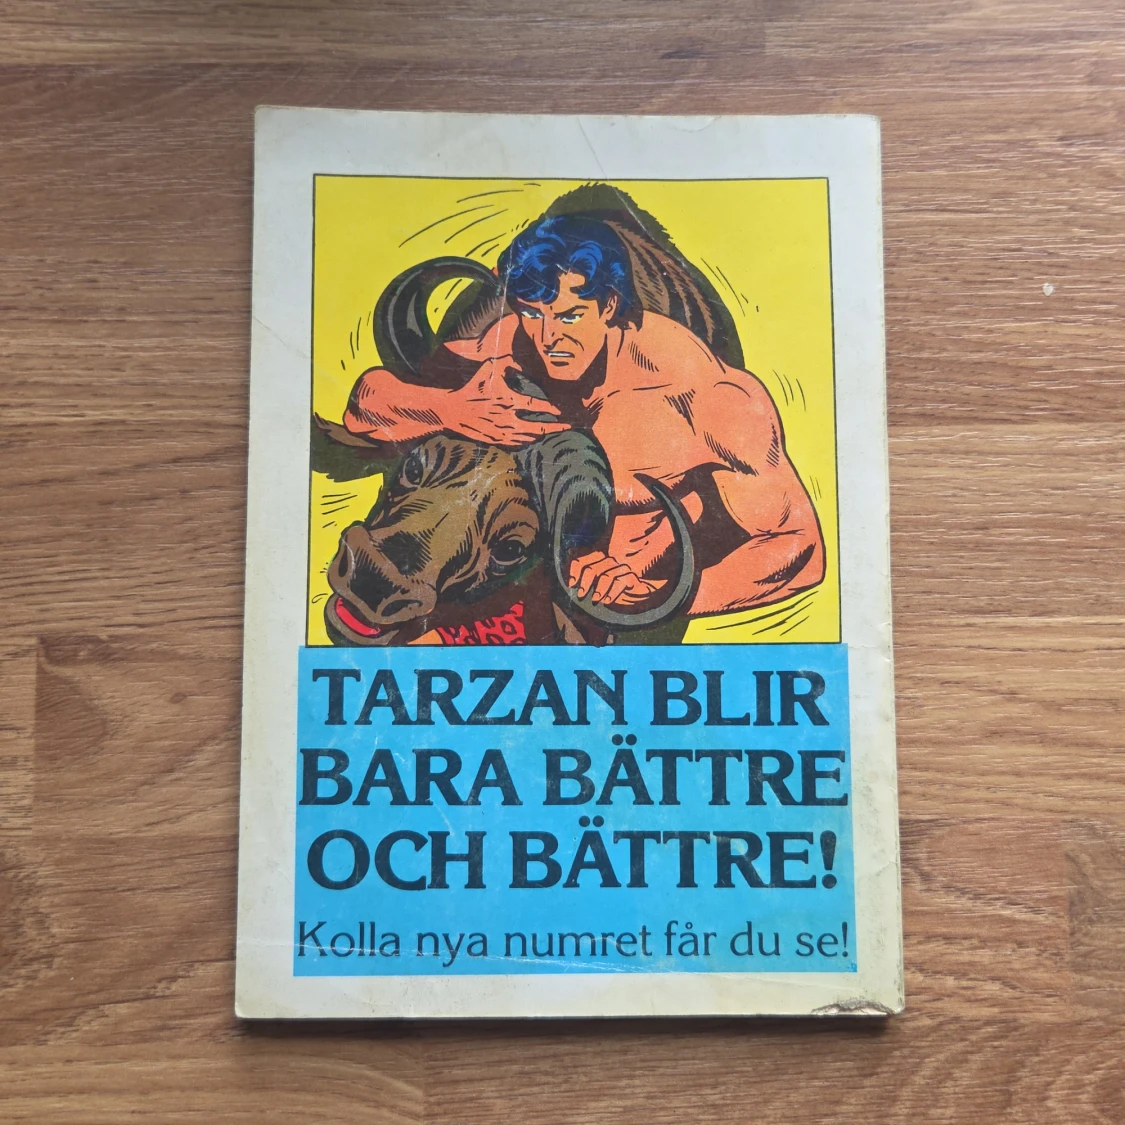 TARZAN BLIR
BARA BÄTTRE
OCH BÄTTRE!
Kolla nya numret får du se!